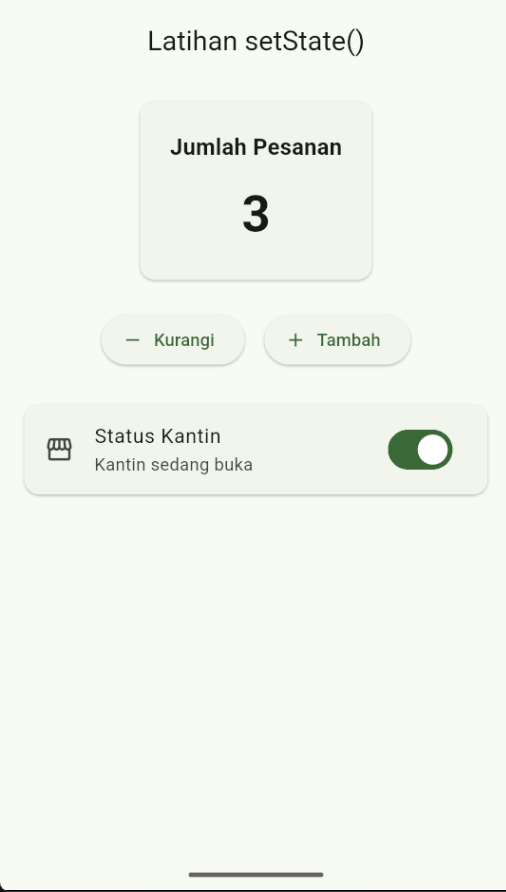 Latihan setState()
Jumlah Pesanan
3
Kurangi
Tambah
Status Kantin
Kantin sedang buka